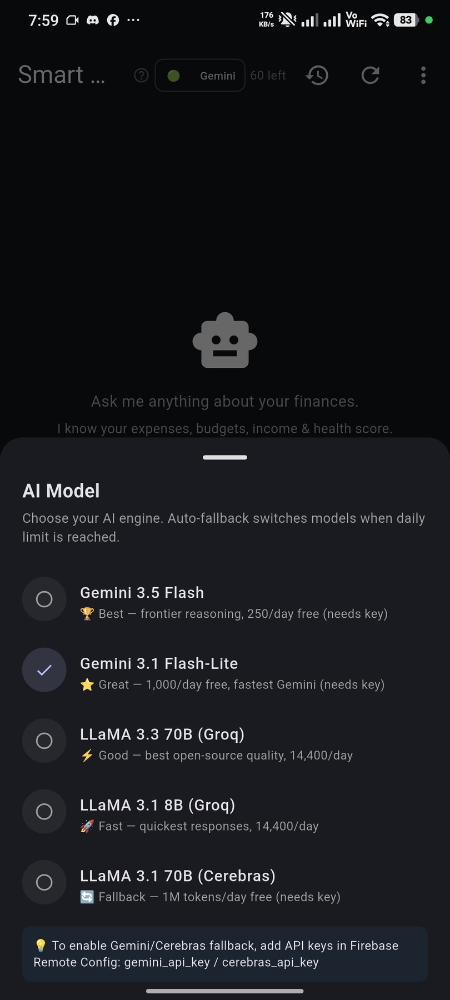 7:59
176
KB/s
Vo
WiFi
83
Smart ...
Gemini
60 left
Ask me anything about your finances.
I know your expenses, budgets, income & health score.
AI Model
Choose your AI engine. Auto-fallback switches models when daily
limit is reached.
Gemini 3.5 Flash
🏆 Best — frontier reasoning, 250/day free (needs key)
Gemini 3.1 Flash-Lite
⭐ Great — 1,000/day free, fastest Gemini (needs key)
LLaMA 3.3 70B (Groq)
⚡ Good — best open-source quality, 14,400/day
LLaMA 3.1 8B (Groq)
🚀 Fast — quickest responses, 14,400/day
LLaMA 3.1 70B (Cerebras)
🔄 Fallback — 1M tokens/day free (needs key)
💡 To enable Gemini/Cerebras fallback, add API keys in Firebase
Remote Config: gemini_api_key / cerebras_api_key